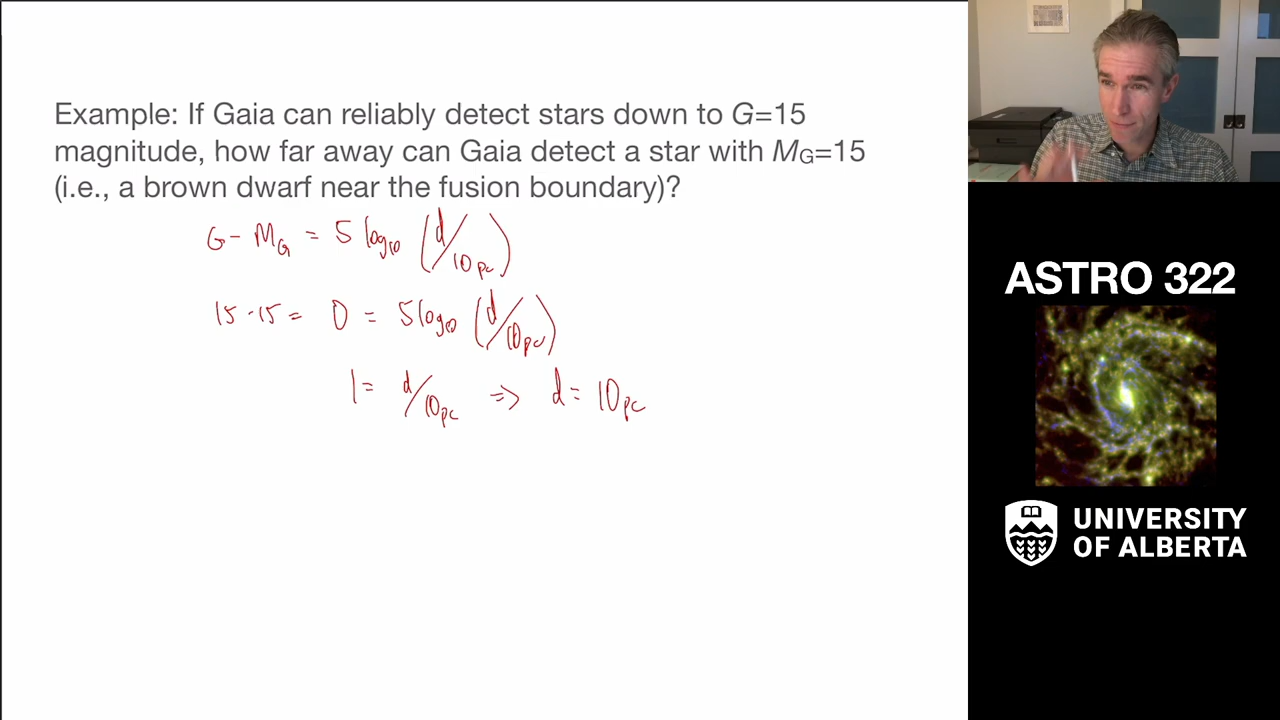 Example: If Gaia can reliably detect stars down to G=15
magnitude, how far away can Gaia detect a star with M_G=15
(i.e., a brown dwarf near the fusion boundary)?
G - M_G = 5 log₁₀ (d/10pc)
15 - 15 = 0 = 5 log₁₀ (d/10pc)
1 = d/10pc => d = 10pc
ASTRO 322
UNIVERSITY
OF ALBERTA